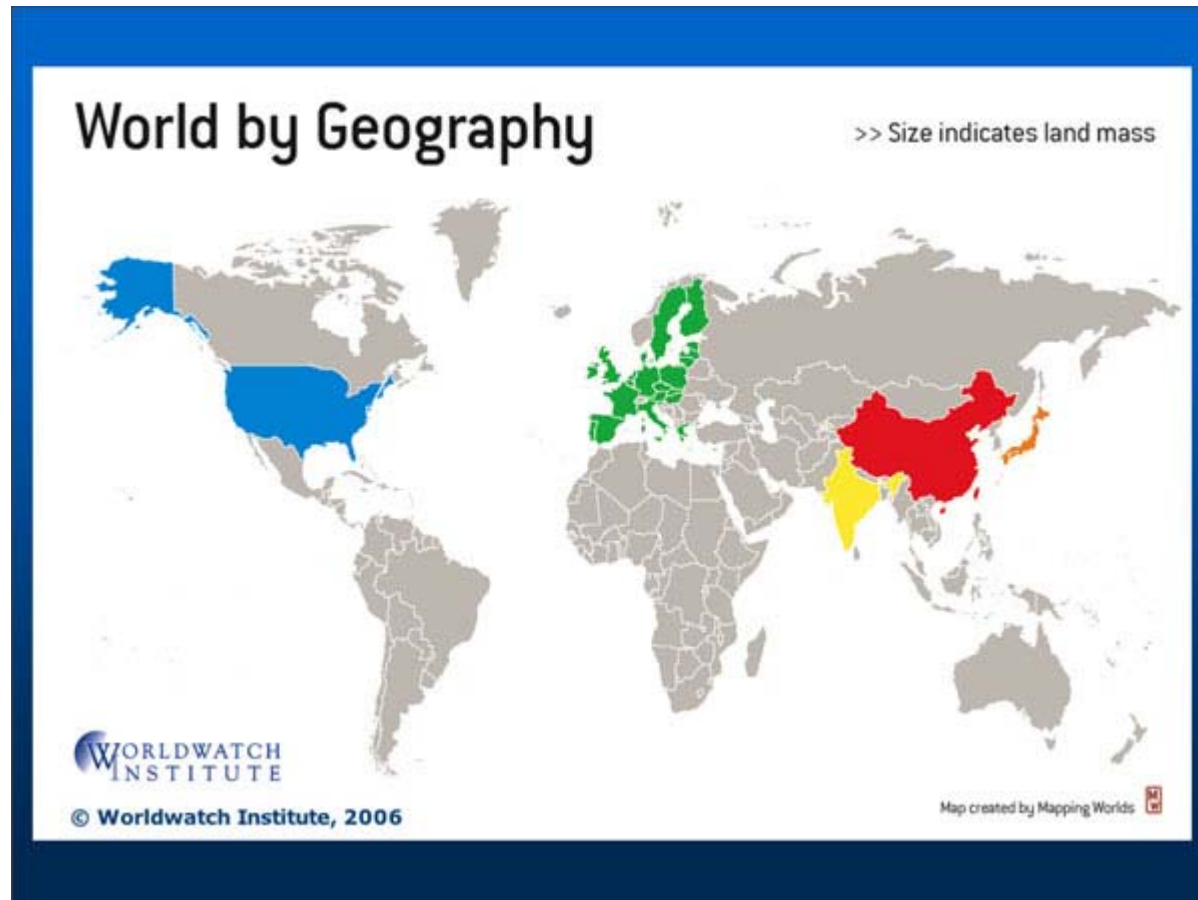 World by Geography
>> Size indicates land mass
WORLDWATCH
INSTITUTE
© Worldwatch Institute, 2006
Map created by Mapping Worlds
M
W